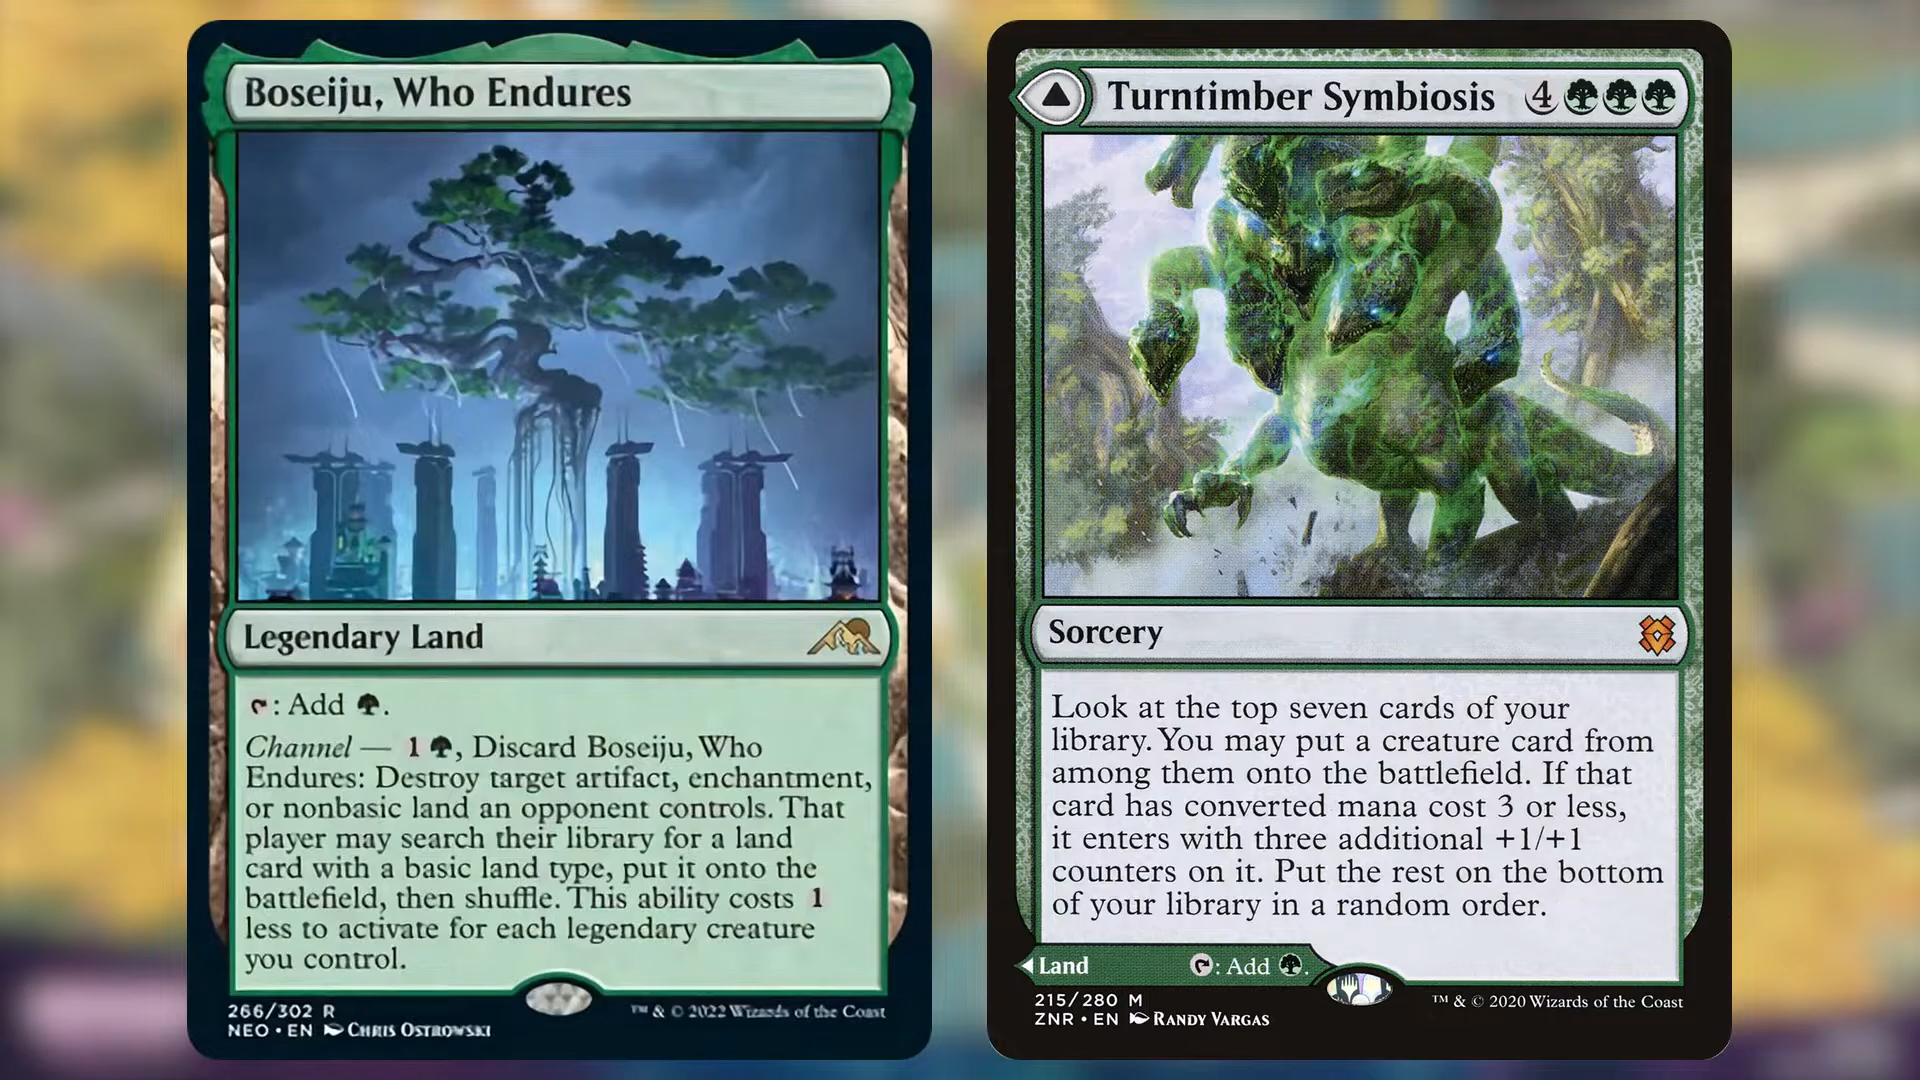 Boseiju, Who Endures
Legendary Land
: Add .
Channel — 1, Discard Boseiju, Who
Endures: Destroy target artifact, enchantment,
or nonbasic land an opponent controls. That
player may search their library for a land
card with a basic land type, put it onto the
battlefield, then shuffle. This ability costs 1
less to activate for each legendary creature
you control.
266/302 R
NEO • EN Chris Ostrowski
™ & © 2022 Wizards of the Coast
Turntimber Symbiosis 4
Sorcery
Look at the top seven cards of your
library. You may put a creature card from
among them onto the battlefield. If that
card has converted mana cost 3 or less,
it enters with three additional +1/+1
counters on it. Put the rest on the bottom
of your library in a random order.
Land : Add .
215/280 M
ZNR • EN Randy Vargas
™ & © 2020 Wizards of the Coast